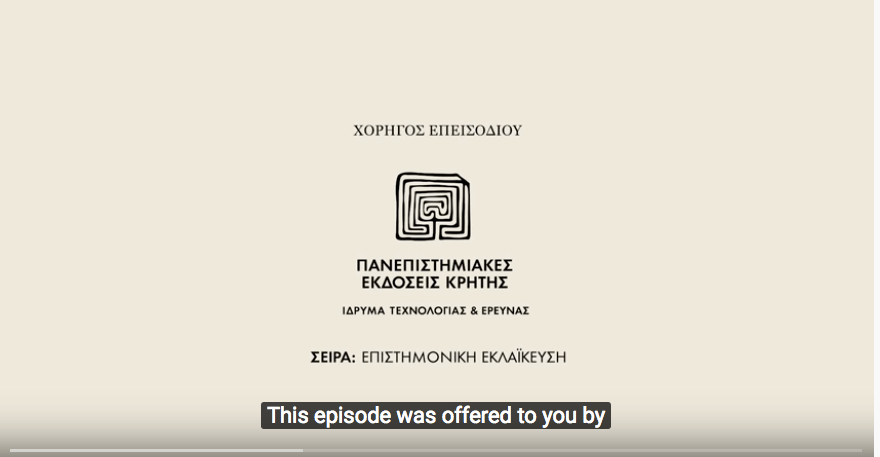 ΧΟΡΗΓΟΣ ΕΠΕΙΣΟΔΙΟΥ
ΠΑΝΕΠΙΣΤΗΜΙΑΚΕΣ
ΕΚΔΟΣΕΙΣ ΚΡΗΤΗΣ
ΙΔΡΥΜΑ ΤΕΧΝΟΛΟΓΙΑΣ & ΕΡΕΥΝΑΣ
ΣΕΙΡΑ: ΕΠΙΣΤΗΜΟΝΙΚΗ ΕΚΛΑΪΚΕΥΣΗ
This episode was offered to you by